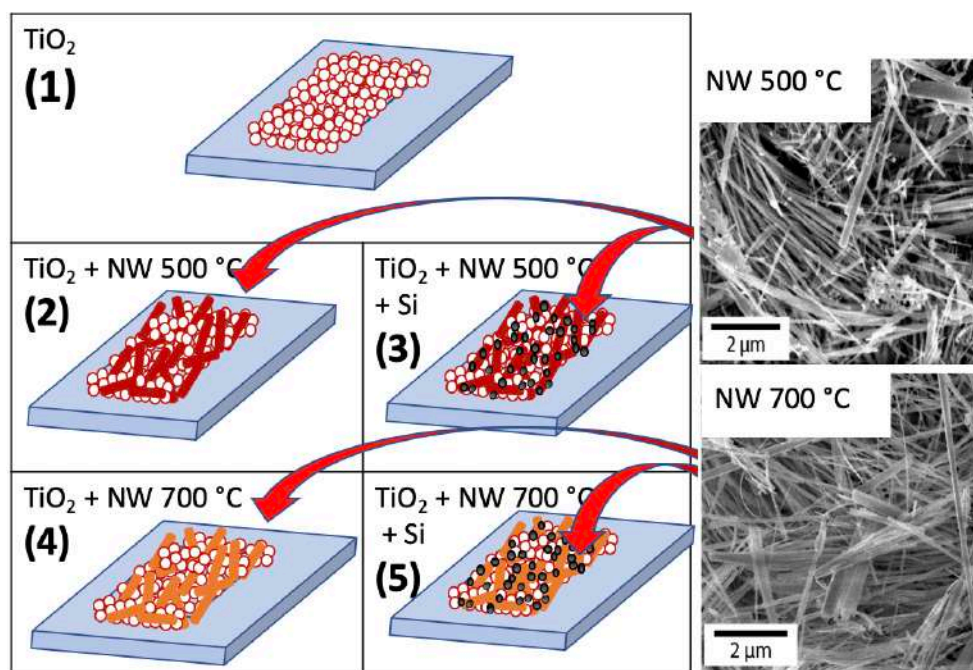 TiO₂
(1)
TiO₂ + NW 500 °C
(2)
TiO₂ + NW 500 °C
+ Si
(3)
TiO₂ + NW 700 °C
(4)
TiO₂ + NW 700 °C
+ Si
(5)
NW 500 °C
2 µm
NW 700 °C
2 µm